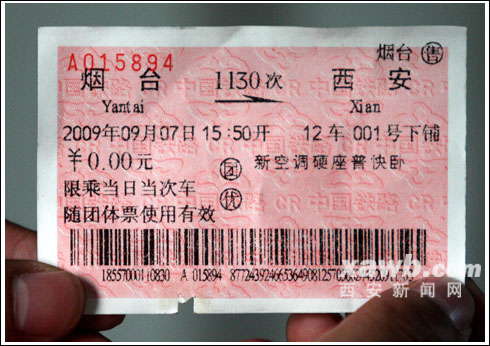 A015894
烟台 售
烟台 1130次 西安
Yantai Xian
2009年09月07日15:50开 12车 001号下铺
¥0.00元 团 新空调硬座普快卧
限乘当日当次车 优
随团体票使用有效
xawb.com
西安新闻网